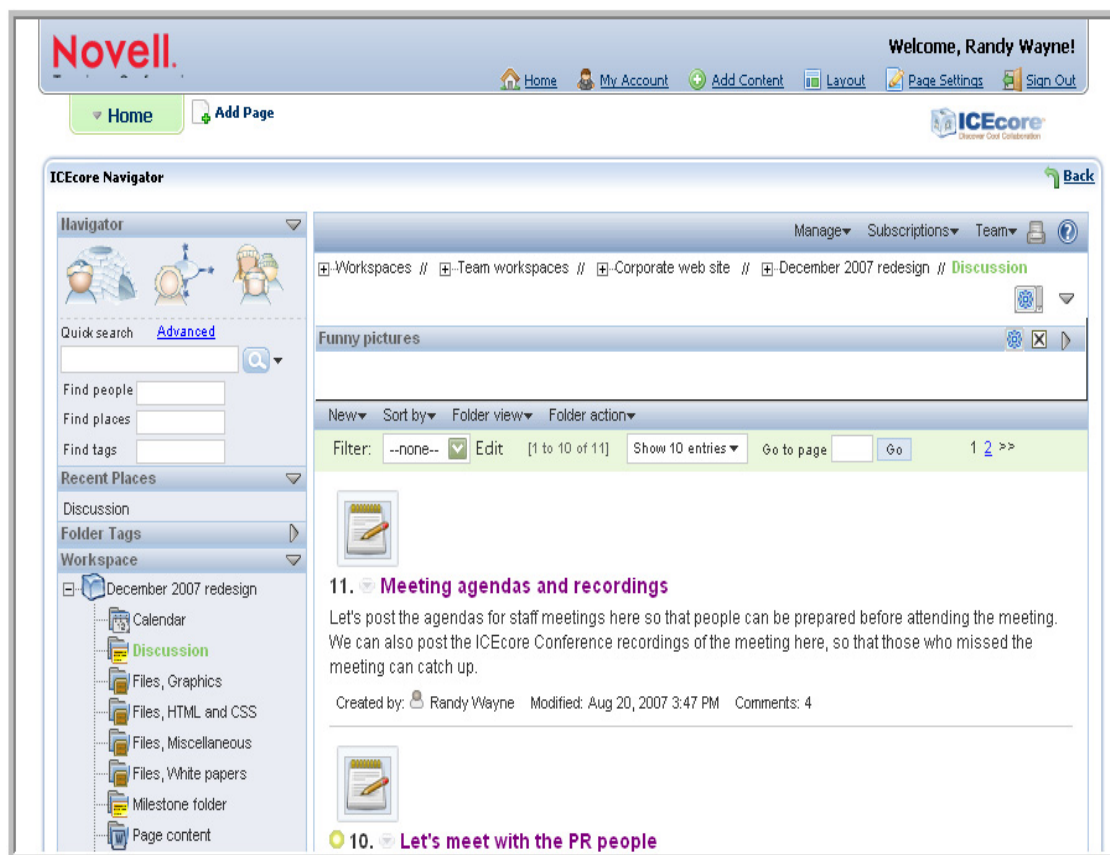 Novell.
Welcome, Randy Wayne!
Home My Account Add Content Layout Page Settings Sign Out
Home Add Page
ICEcore
Discover Cool Collaboration
ICEcore Navigator Back
Navigator
Manage Subscriptions Team
Workspaces // Team workspaces // Corporate web site // December 2007 redesign // Discussion
Quick search Advanced
Find people
Find places
Find tags
Recent Places
Discussion
Folder Tags
Workspace
December 2007 redesign
Calendar
Discussion
Files, Graphics
Files, HTML and CSS
Files, Miscellaneous
Files, White papers
Milestone folder
Page content
Funny pictures
New Sort by Folder view Folder action
Filter: --none-- Edit [1 to 10 of 11] Show 10 entries Go to page Go 1 2 >>
11. Meeting agendas and recordings
Let's post the agendas for staff meetings here so that people can be prepared before attending the meeting.
We can also post the ICEcore Conference recordings of the meeting here, so that those who missed the
meeting can catch up.
Created by: Randy Wayne Modified: Aug 20, 2007 3:47 PM Comments: 4
10. Let's meet with the PR people